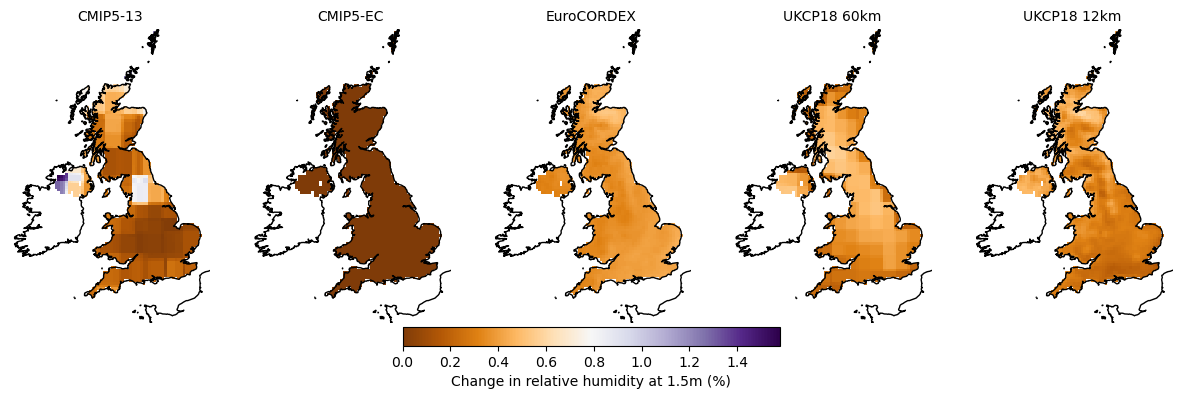 CMIP5-13 CMIP5-EC EuroCORDEX UKCP18 60km UKCP18 12km
0.0 0.2 0.4 0.6 0.8 1.0 1.2 1.4
Change in relative humidity at 1.5m (%)